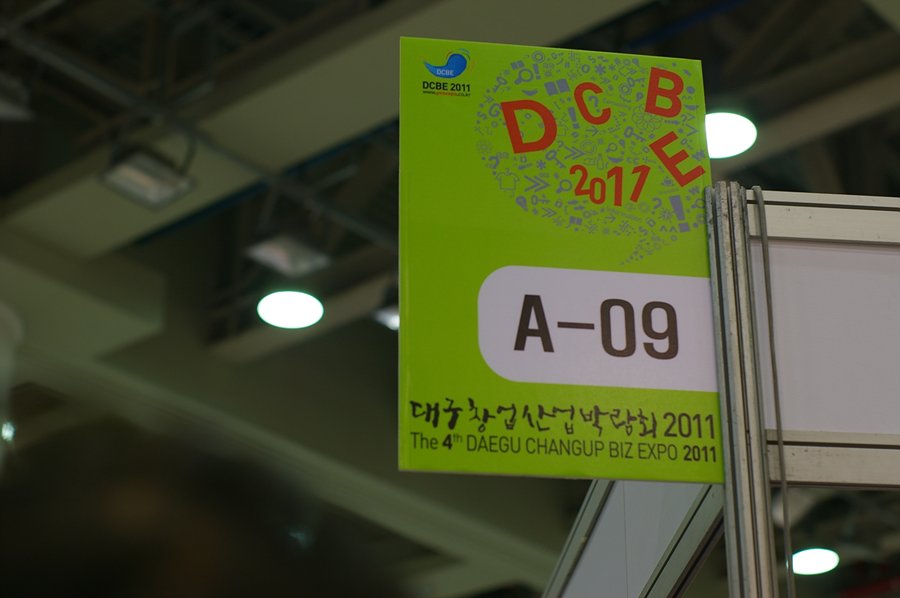 DCBE
DCBE 2011
DCBE
2011
A-09
대구창업산업박람회 2011
The 4th DAEGU CHANGUP BIZ EXPO 2011